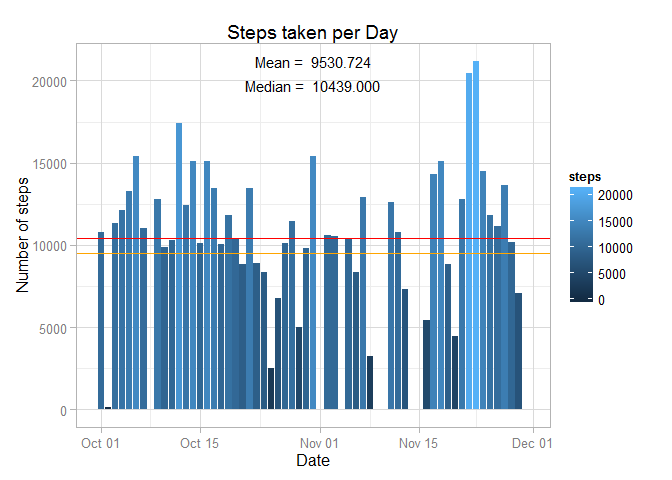 Steps taken per Day
Mean =  9530.724
Median =  10439.000
Number of steps
20000
15000
10000
5000
0
Oct 01
Oct 15
Nov 01
Nov 15
Dec 01
Date
steps
20000
15000
10000
5000
0